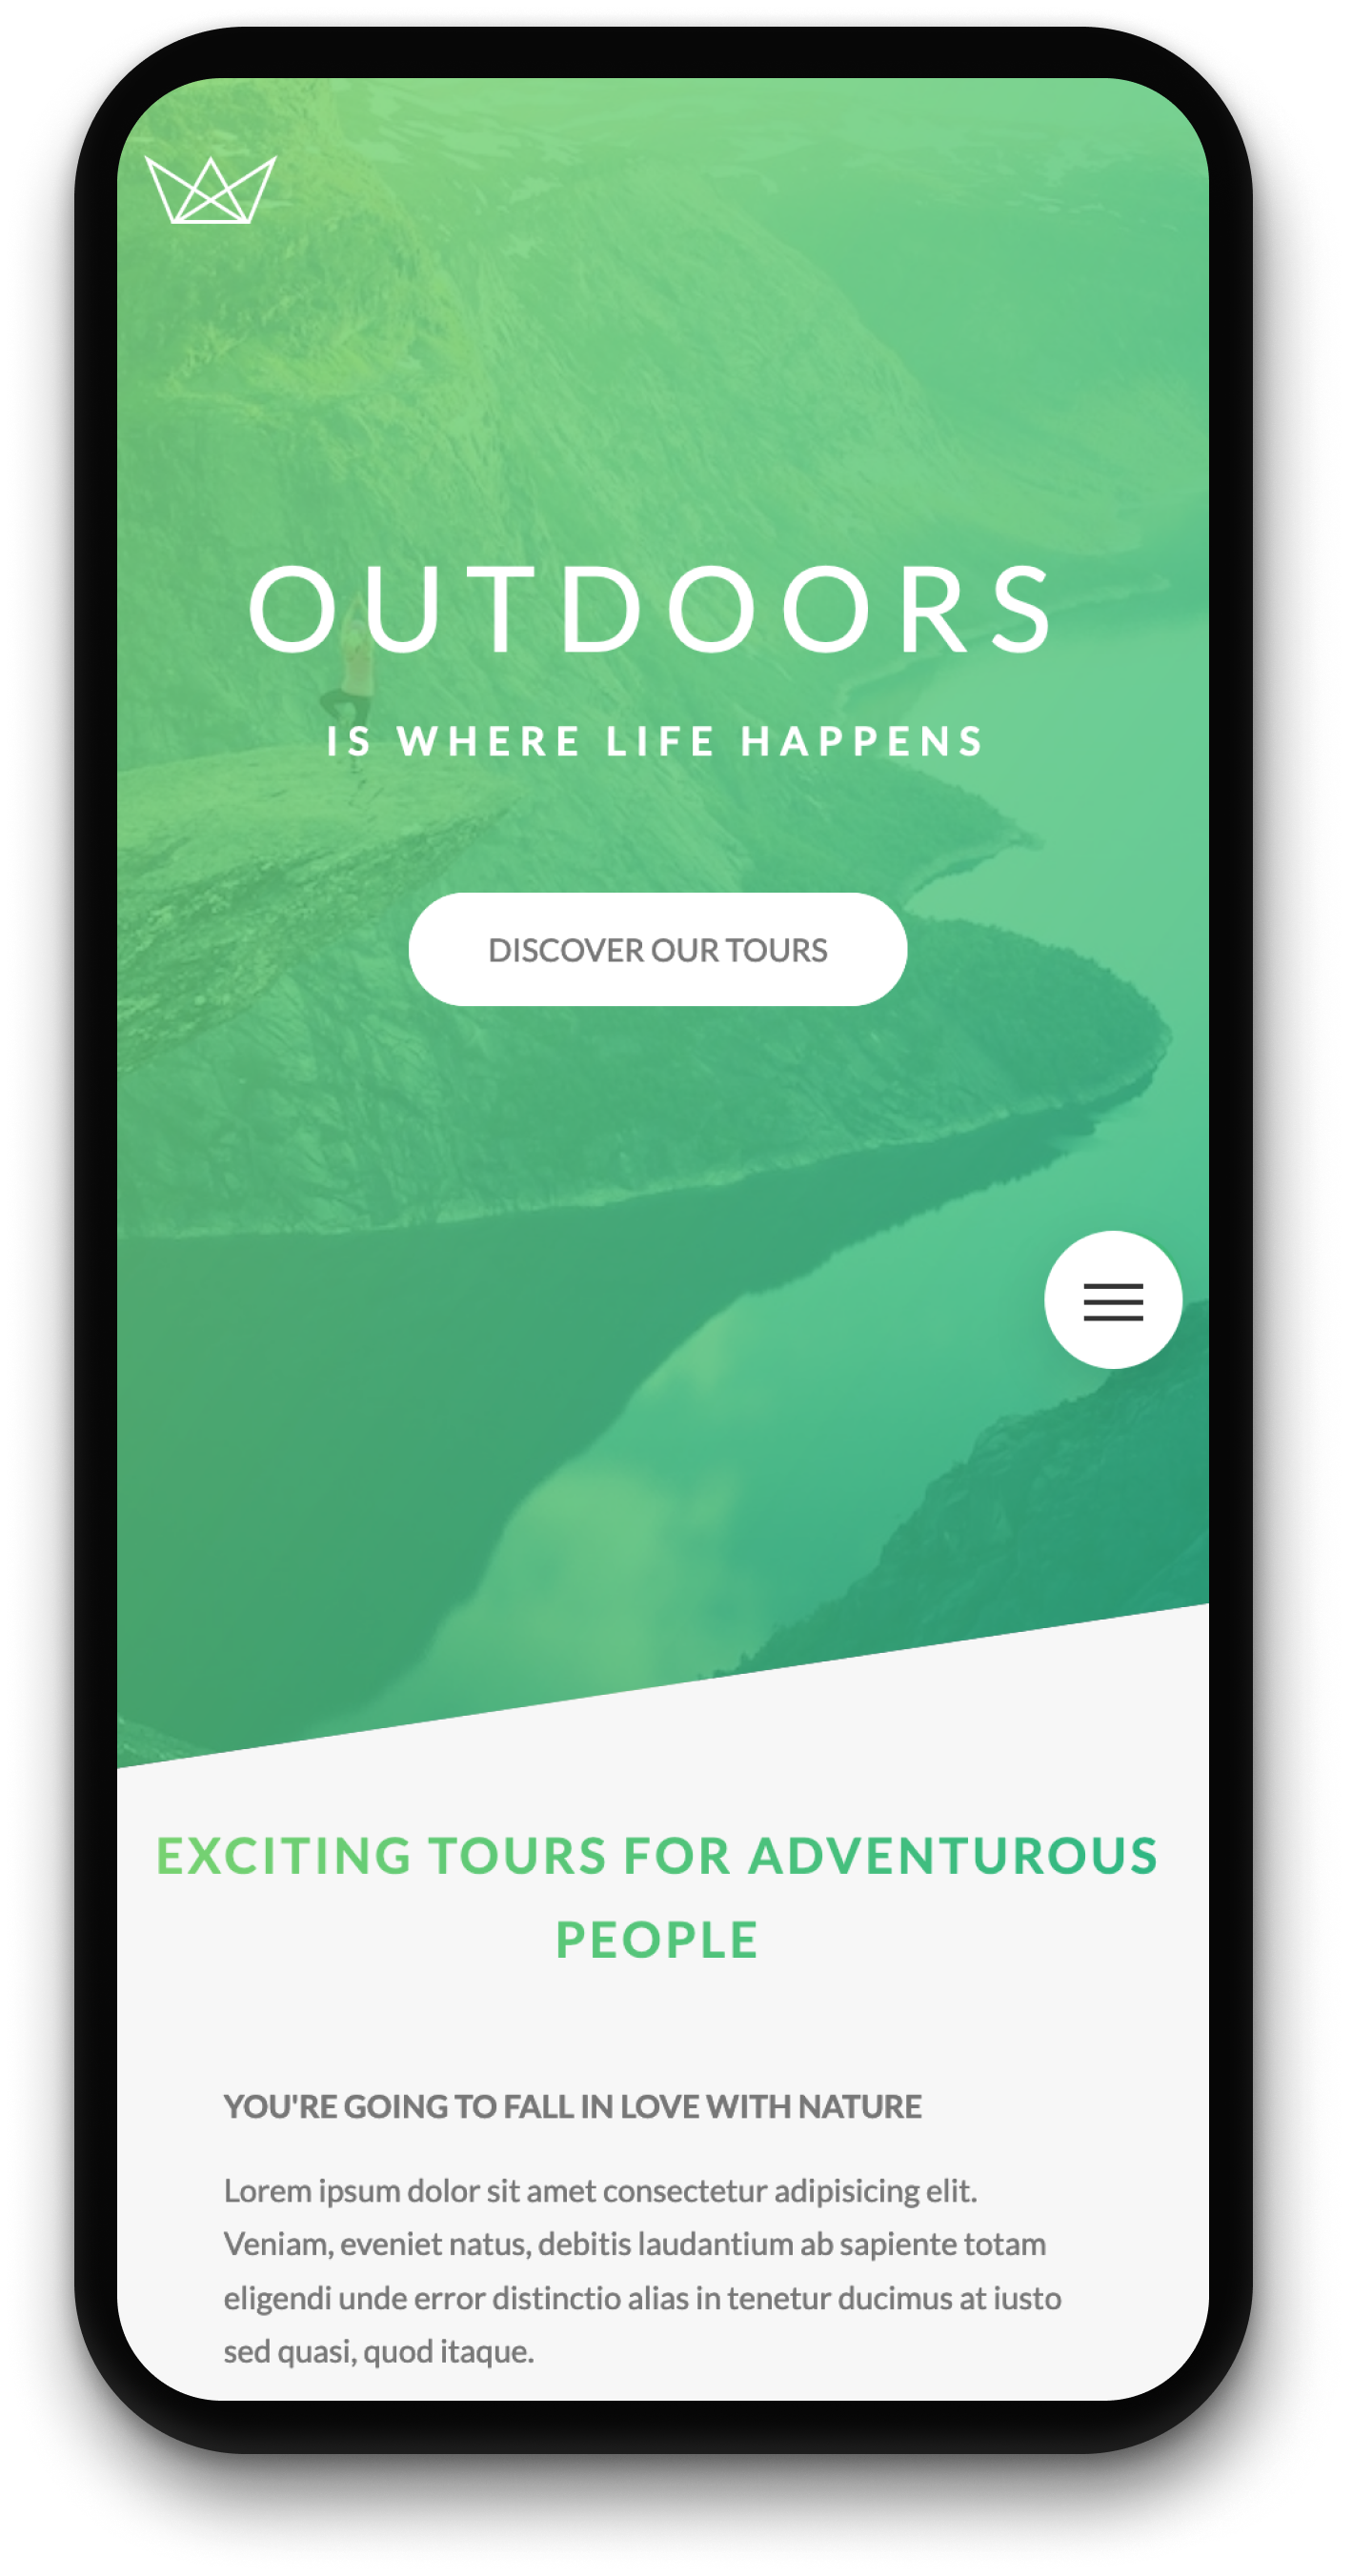 OUTDOORS
IS WHERE LIFE HAPPENS
DISCOVER OUR TOURS
EXCITING TOURS FOR ADVENTUROUS
PEOPLE
YOU'RE GOING TO FALL IN LOVE WITH NATURE
Lorem ipsum dolor sit amet consectetur adipisicing elit.
Veniam, eveniet natus, debitis laudantium ab sapiente totam
eligendi unde error distinctio alias in tenetur ducimus at iusto
sed quasi, quod itaque.